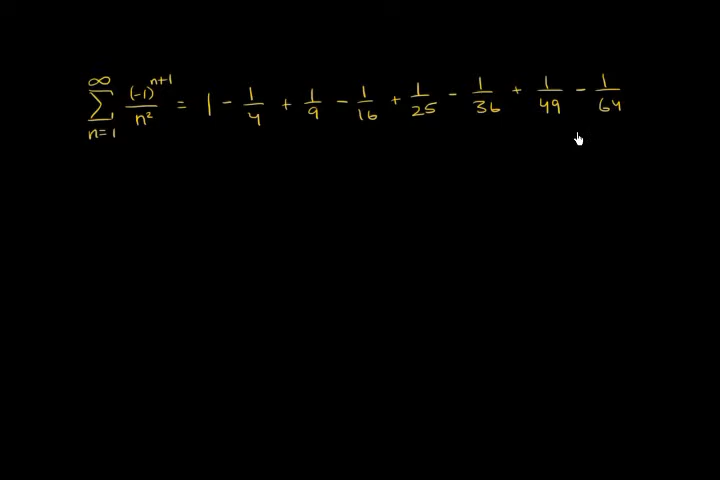 ∑_{n=1}^{∞} (-1)^{n+1}/n² = 1 - 1/4 + 1/9 - 1/16 + 1/25 - 1/36 + 1/49 - 1/64